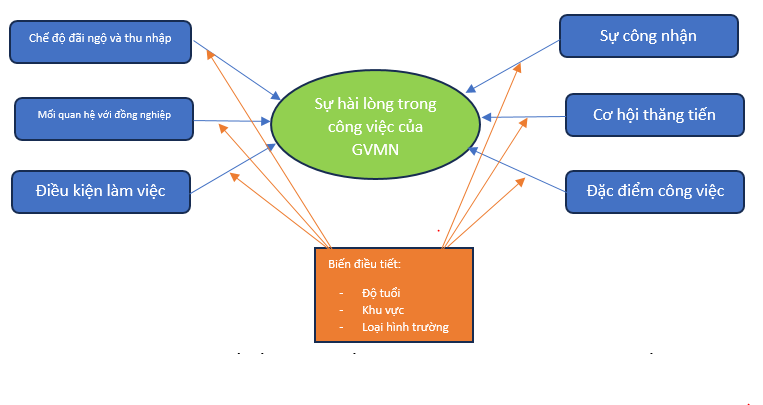 Chế độ đãi ngộ và thu nhập
Mối quan hệ với đồng nghiệp
Điều kiện làm việc
Sự hài lòng trong
công việc của
GVMN
Sự công nhận
Cơ hội thăng tiến
Đặc điểm công việc
Biến điều tiết:
- Độ tuổi
- Khu vực
- Loại hình trường